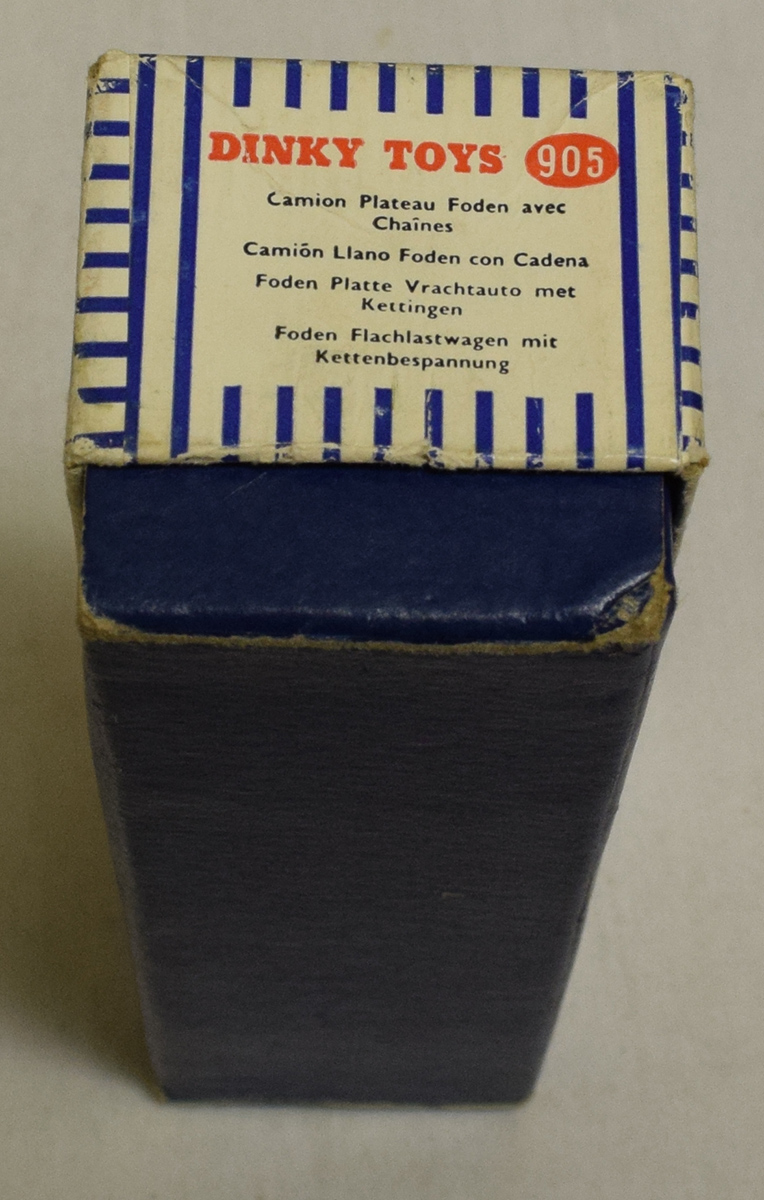 DINKY TOYS 905
Camion Plateau Foden avec
Chaînes
Camión Llano Foden con Cadena
Foden Platte Vrachtauto met
Kettingen
Foden Flachlastwagen mit
Kettenbespannung